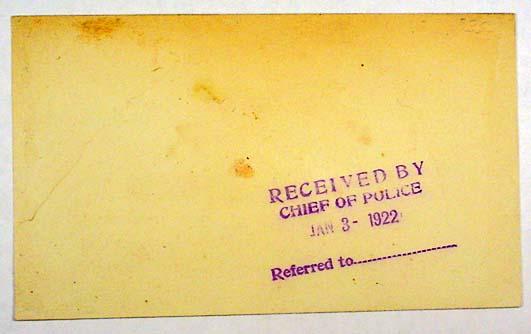 RECEIVED BY
CHIEF OF POLICE
JAN 3- 1922
Referred to....................